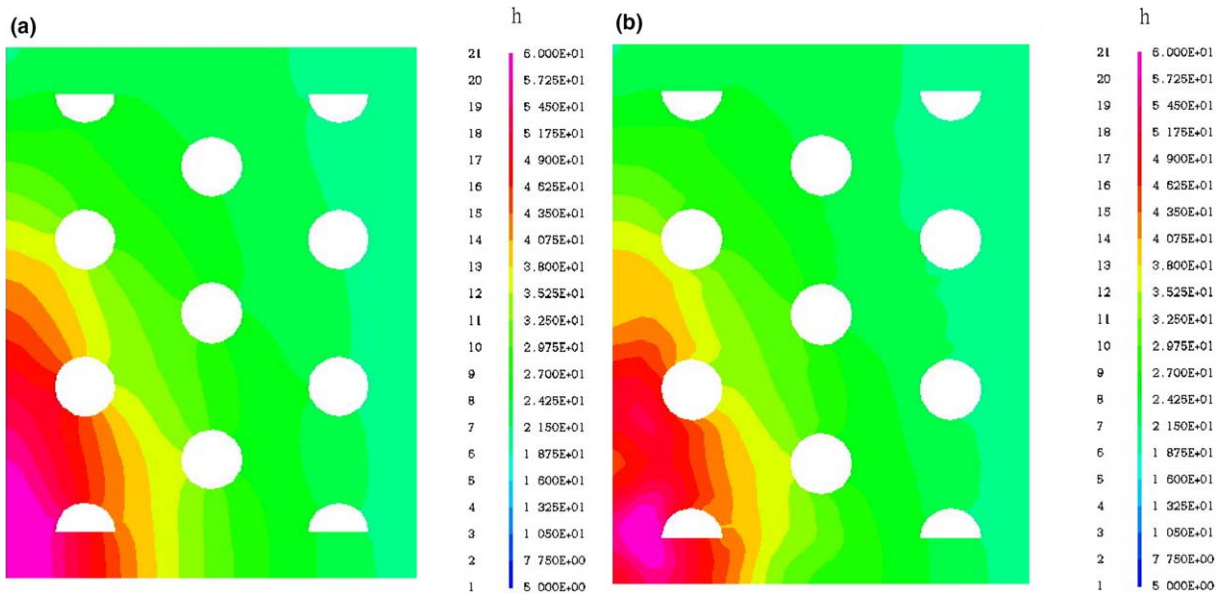 (a)
h
21 6.000E+01
20 5.725E+01
19 5 450E+01
18 5 175E+01
17 4 900E+01
16 4 625E+01
15 4 350E+01
14 4 075E+01
13 3.800E+01
12 3.525E+01
11 3.250E+01
10 2.975E+01
9 2.700E+01
8 2.425E+01
7 2 150E+01
6 1 875E+01
5 1 600E+01
4 1 325E+01
3 1 050E+01
2 7 750E+00
1 5 000E+00
(b)
h
21 6.000E+01
20 5.725E+01
19 5 450E+01
18 5 175E+01
17 4 900E+01
16 4 625E+01
15 4 350E+01
14 4 075E+01
13 3.800E+01
12 3.525E+01
11 3.250E+01
10 2.975E+01
9 2.700E+01
8 2.425E+01
7 2 150E+01
6 1 875E+01
5 1 600E+01
4 1 325E+01
3 1 050E+01
2 7 750E+00
1 5 000E+00